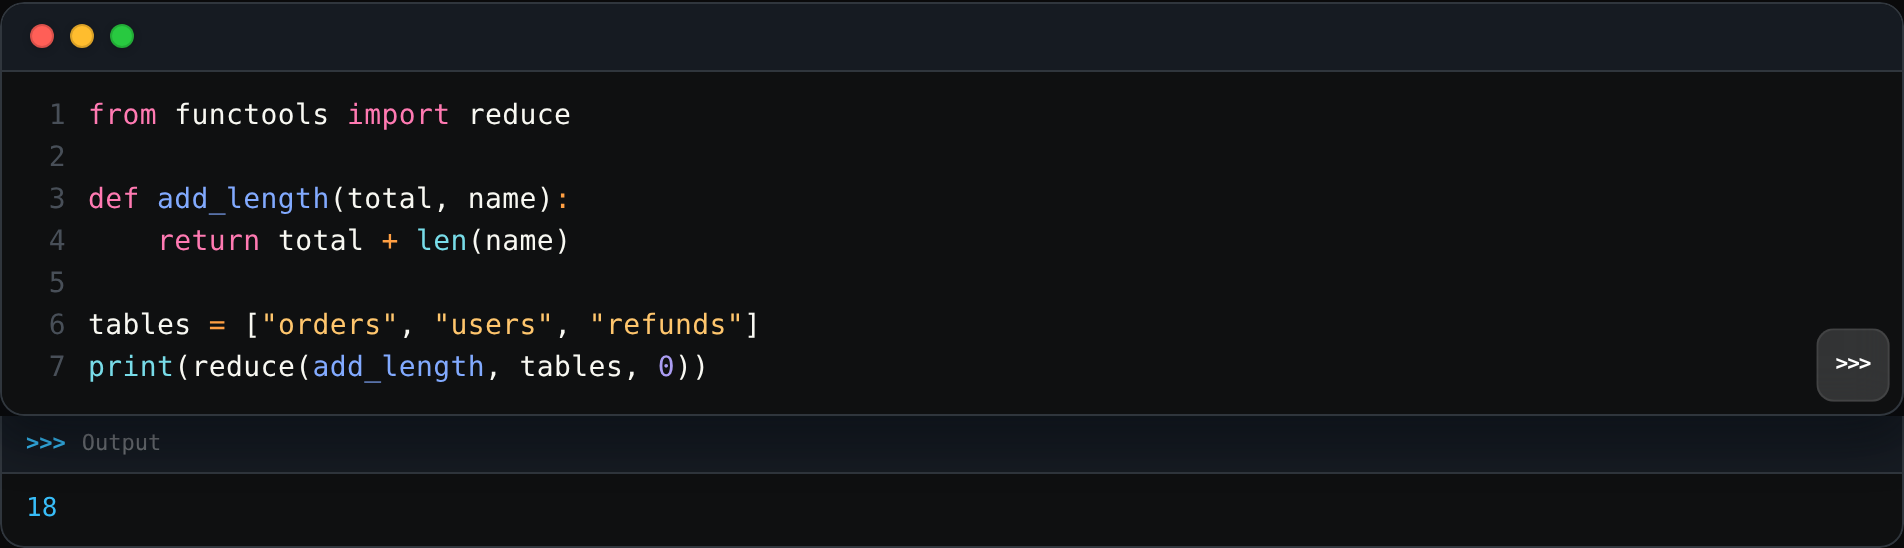 1 from functools import reduce
2
3 def add_length(total, name):
4     return total + len(name)
5
6 tables = ["orders", "users", "refunds"]
7 print(reduce(add_length, tables, 0))
>>>
>>> Output
18